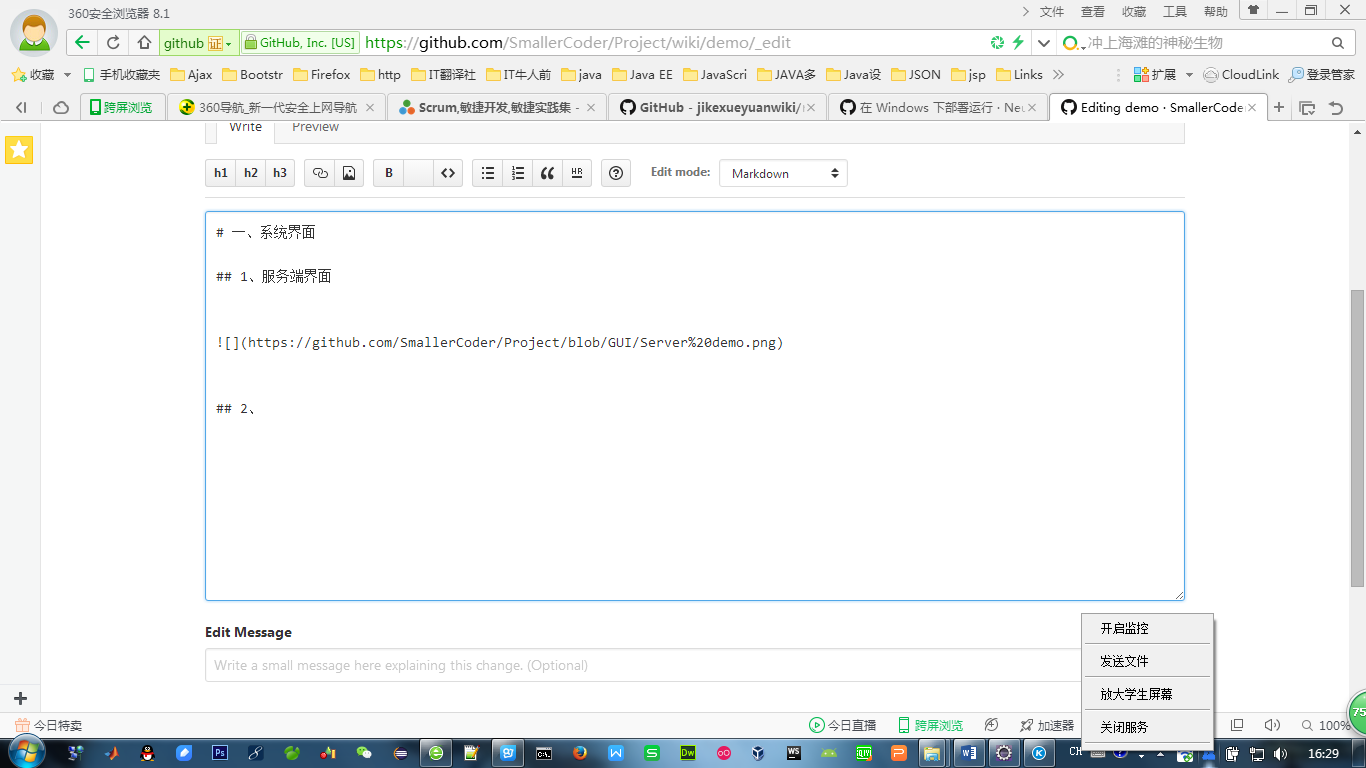 360安全浏览器 8.1
文件 查看 收藏 工具 帮助
github 证 GitHub, Inc. [US] https://github.com/SmallerCoder/Project/wiki/demo/_edit 冲上海滩的神秘生物
收藏 手机收藏夹 Ajax Bootstr Firefox http IT翻译社 IT牛人前 java Java EE JavaScri JAVA多 Java设 JSON jsp Links 扩展 CloudLink 登录管家
跨屏浏览 360导航_新一代安全上网导航 Scrum,敏捷开发,敏捷实践集 - GitHub - jikexueyuanwiki/ 在 Windows 下部署运行 · Editing demo · SmallerCode
Write Preview
h1 h2 h3 B HR Edit mode: Markdown
# 一、系统界面
## 1、服务端界面
![](https://github.com/SmallerCoder/Project/blob/GUI/Server%20demo.png)
## 2、
Edit Message
Write a small message here explaining this change. (Optional)
开启监控
发送文件
放大学生屏幕
关闭服务
今日特卖 今日直播 跨屏浏览 加速器 100% 75
Ps Dw WS CH 16:29